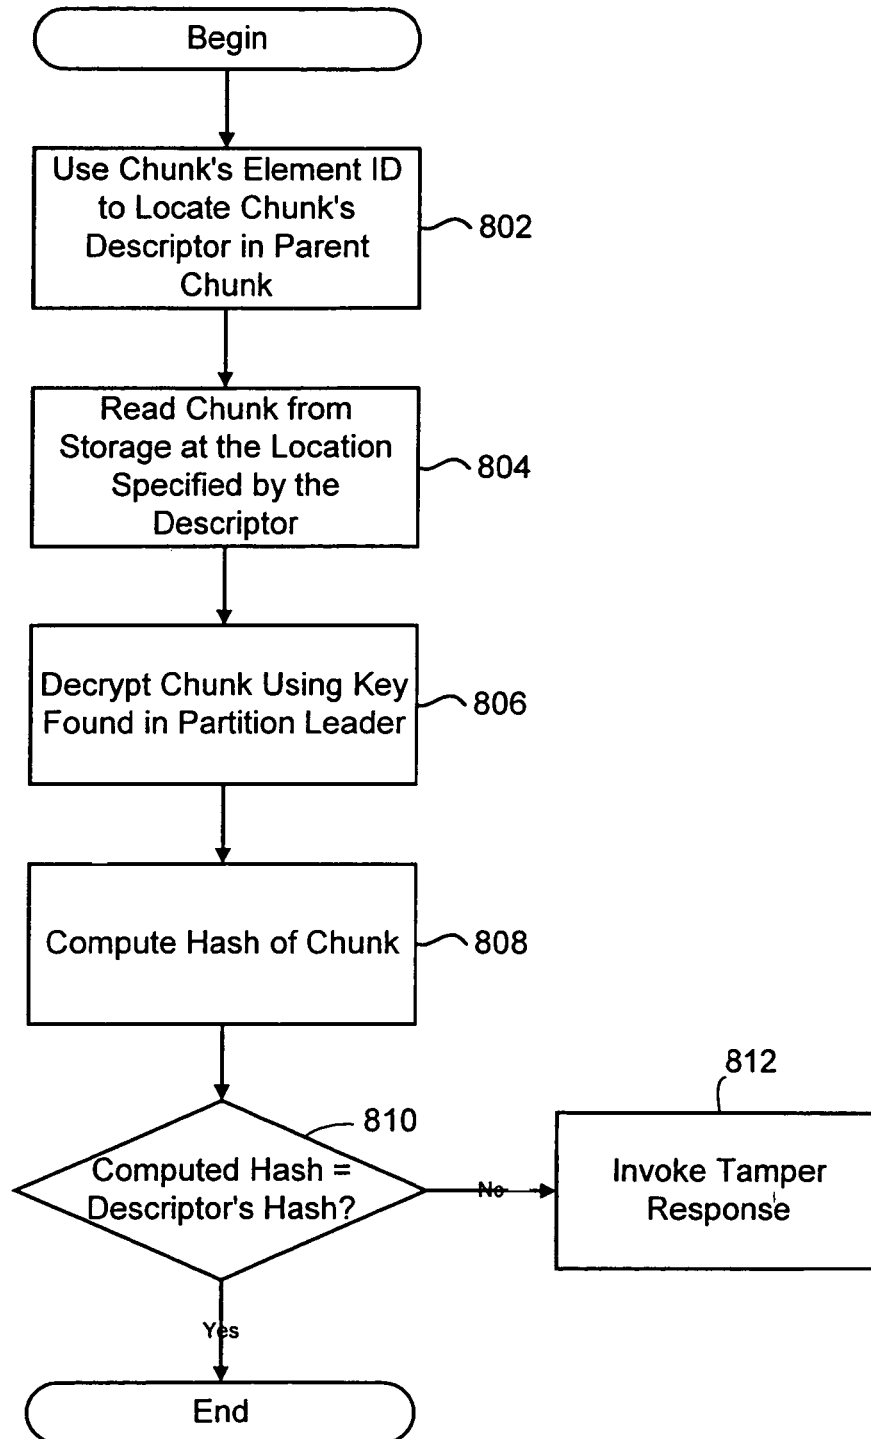 Begin
Use Chunk's Element ID
to Locate Chunk's
Descriptor in Parent
Chunk
802
Read Chunk from
Storage at the Location
Specified by the
Descriptor
804
Decrypt Chunk Using Key
Found in Partition Leader
806
Compute Hash of Chunk
808
810
Computed Hash =
Descriptor's Hash?
No
812
Invoke Tamper
Response
Yes
End